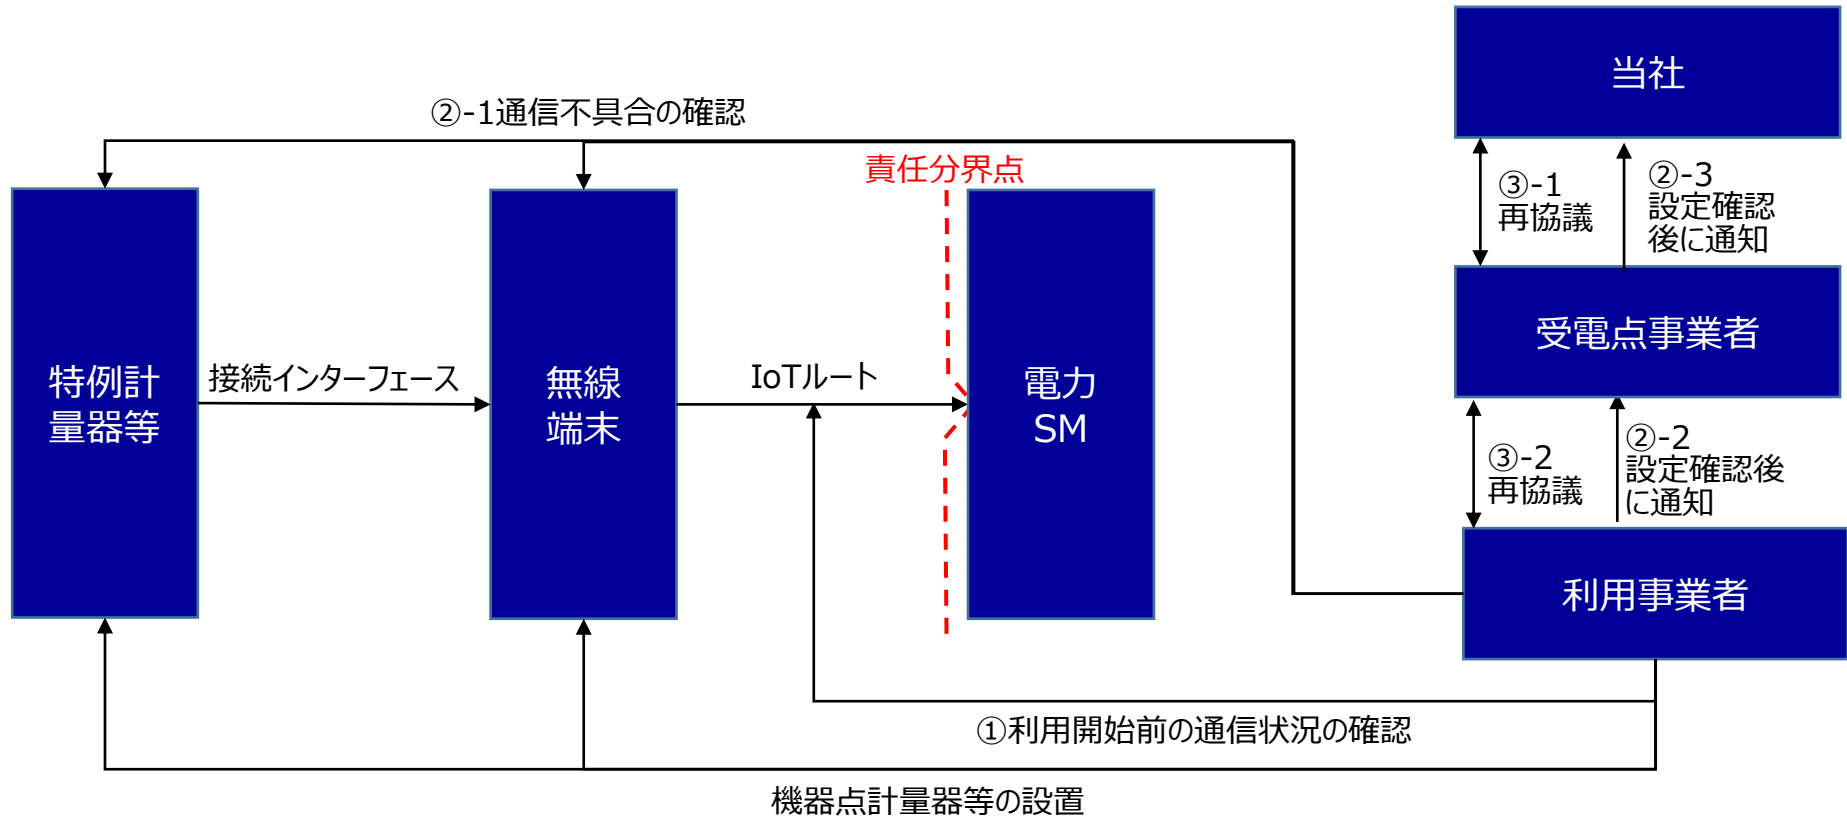 当社
②-1通信不具合の確認
責任分界点
③-1
再協議
②-3
設定確認
後に通知
受電点事業者
特例計
量器等
接続インターフェース
無線
端末
IoTルート
電力
SM
③-2
再協議
②-2
設定確認後
に通知
利用事業者
①利用開始前の通信状況の確認
機器点計量器等の設置